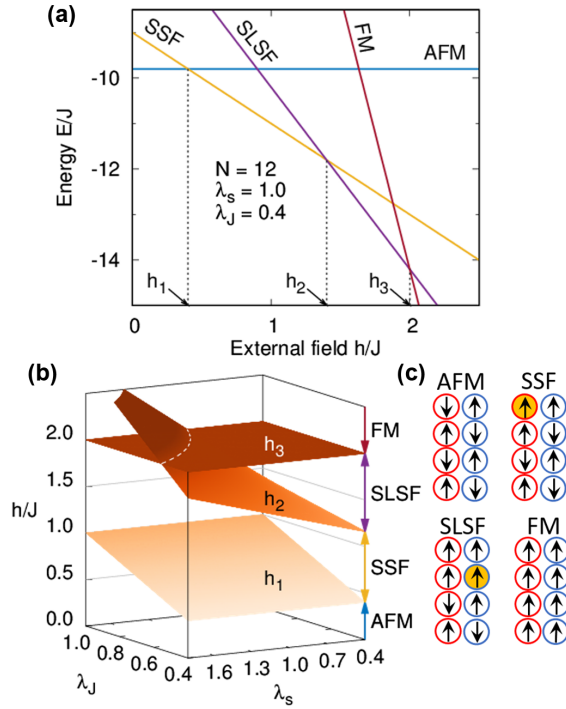 (a)
SSF
SLSF
FM
AFM
Energy E/J
-10
-12
-14
N = 12
λs = 1.0
λJ = 0.4
h1
h2
h3
0
1
2
External field h/J
(b)
h/J
2.0
1.5
1.0
0.5
0.0
h3
h2
h1
FM
SLSF
SSF
AFM
1.0
0.8
0.6
0.4
λJ
1.6
1.3
1.0
0.7
0.4
λs
(c)
AFM SSF
SLSF FM